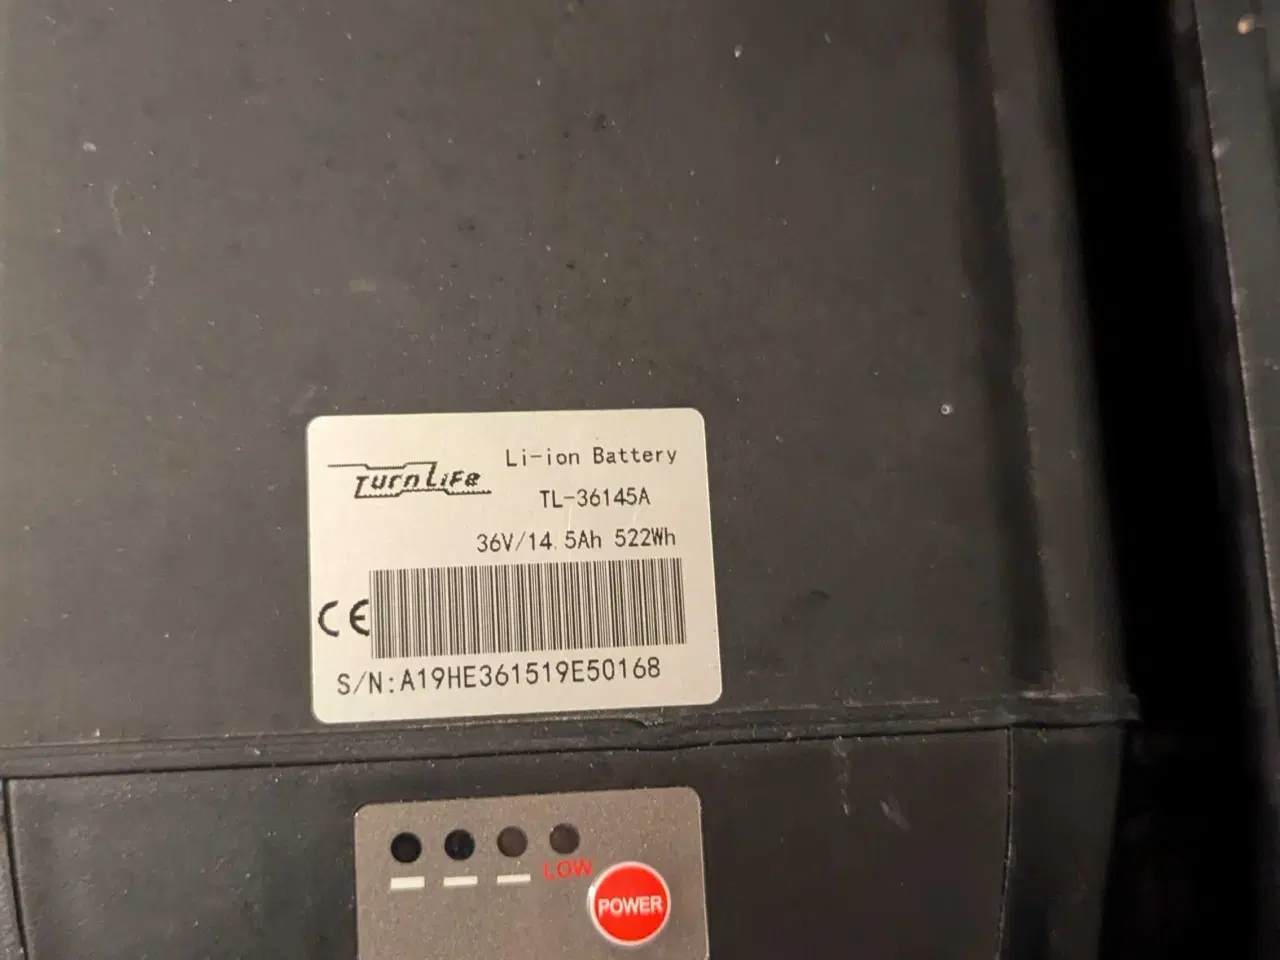 TurnLife
Li-ion Battery
TL-36145A
36V/14.5Ah 522Wh
CE
S/N:A19HE361519E50168
LOW
POWER